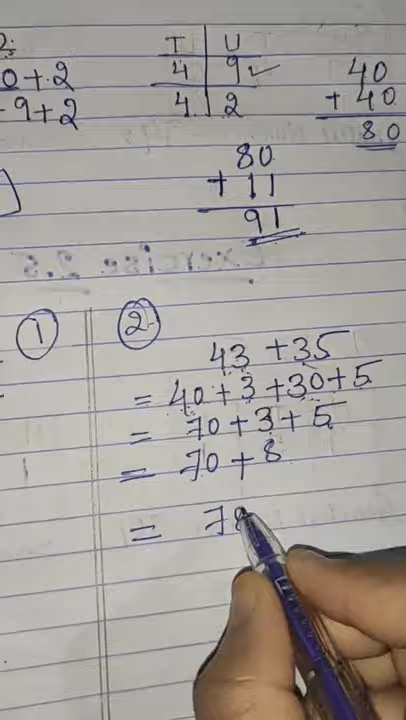 0+2
-9+2
T U
4 9 ✓
4 2
40
+ 40
80
80
+ 11
91
Exercise 2.5
1
2
43 + 35
= 40 + 3 + 30 + 5
= 70 + 3 + 5
= 70 + 8
= 78